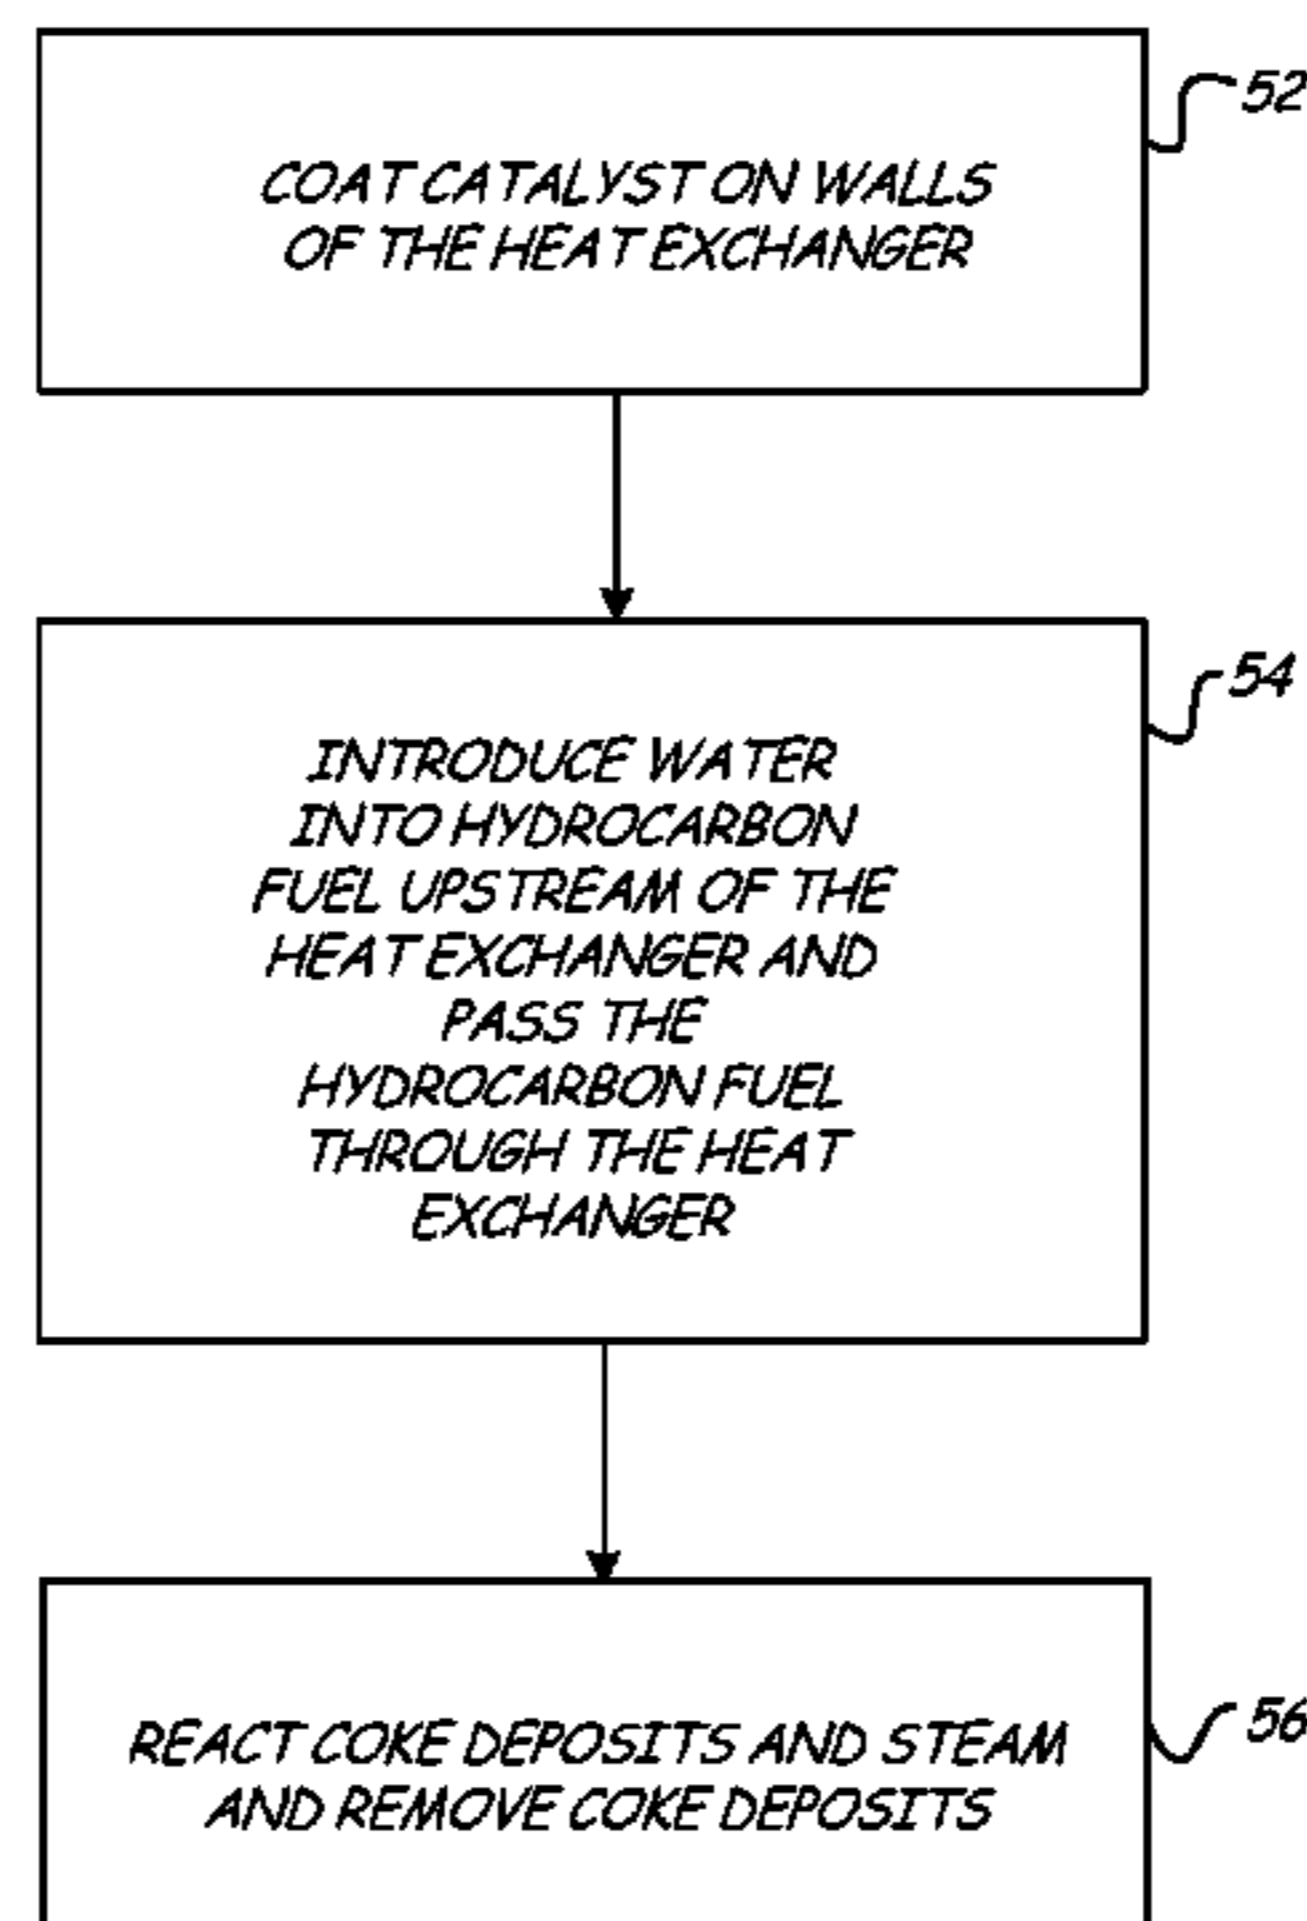 52
COAT CATALYST ON WALLS
OF THE HEAT EXCHANGER
54
INTRODUCE WATER
INTO HYDROCARBON
FUEL UPSTREAM OF THE
HEAT EXCHANGER AND
PASS THE
HYDROCARBON FUEL
THROUGH THE HEAT
EXCHANGER
56
REACT COKE DEPOSITS AND STEAM
AND REMOVE COKE DEPOSITS